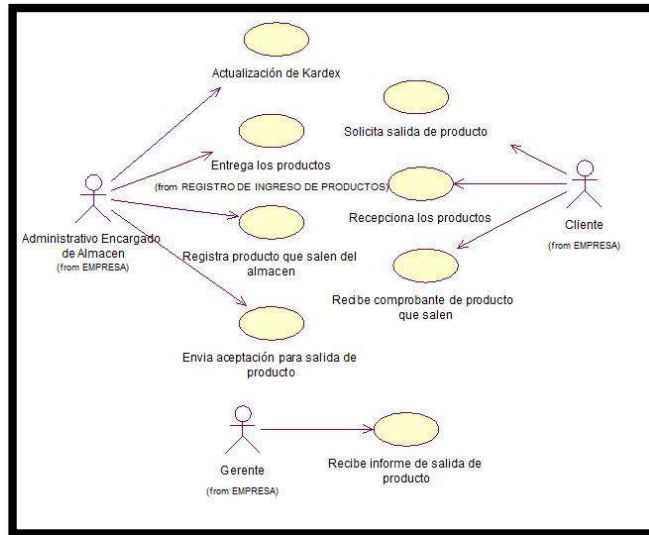 Actualización de Kardex
Solicita salida de producto
Entrega los productos
(from REGISTRO DE INGRESO DE PRODUCTOS)
Recepciona los productos
Cliente
(from EMPRESA)
Administrativo Encargado
de Almacen
(from EMPRESA)
Registra producto que salen del
almacen
Recibe comprobante de producto
que salen
Envia aceptación para salida de
producto
Gerente
(from EMPRESA)
Recibe informe de salida de
producto